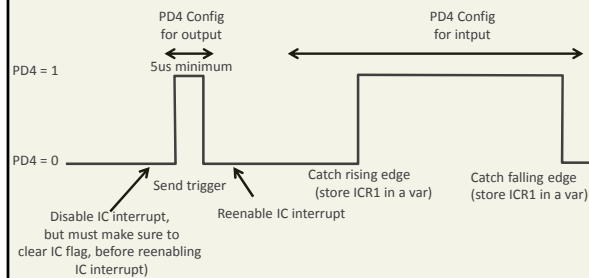 PD4 Config
for output
PD4 Config
for intput
5us minimum
PD4 = 1
PD4 = 0
Send trigger
Catch rising edge
(store ICR1 in a var)
Catch falling edge
(store ICR1 in a var)
Reenable IC interrupt
Disable IC interrupt,
but must make sure to
clear IC flag, before reenabling
IC interrupt)